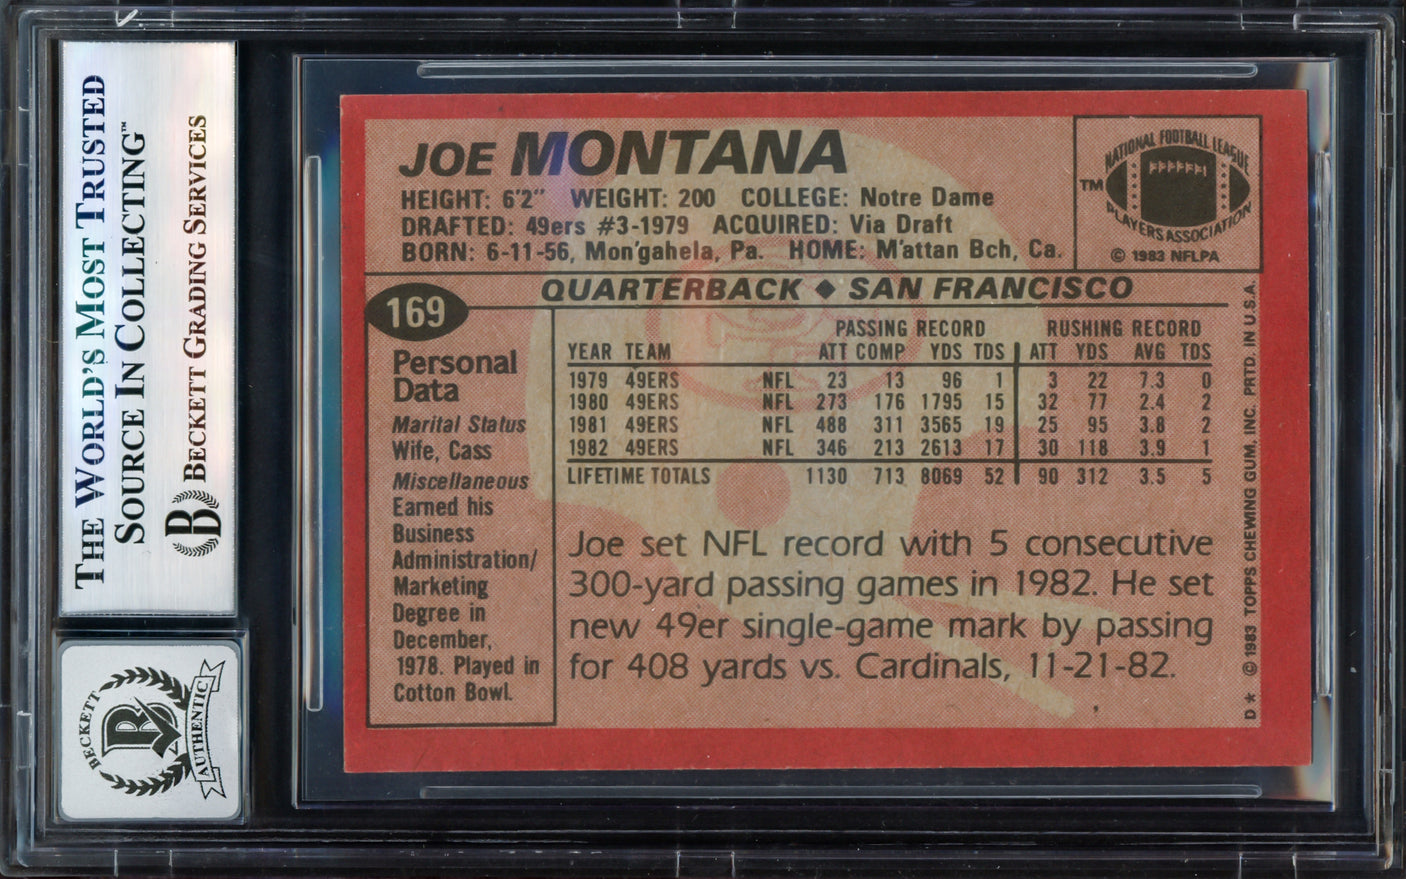 THE WORLD'S MOST TRUSTED
SOURCE IN COLLECTING™
BECKETT GRADING SERVICES
B
BECKETT
B
AUTHENTIC
JOE MONTANA
HEIGHT: 6'2" WEIGHT: 200 COLLEGE: Notre Dame
DRAFTED: 49ers #3-1979 ACQUIRED: Via Draft
BORN: 6-11-56, Mon'gahela, Pa. HOME: M'attan Bch, Ca.
NATIONAL FOOTBALL LEAGUE
TM
PLAYERS ASSOCIATION
© 1983 NFLPA
169
QUARTERBACK ◆ SAN FRANCISCO
Personal
Data
Marital Status
Wife, Cass
Miscellaneous
Earned his
Business
Administration/
Marketing
Degree in
December,
1978. Played in
Cotton Bowl.
PASSING RECORD RUSHING RECORD
YEAR TEAM ATT COMP YDS TDS ATT YDS AVG TDS
1979 49ERS NFL 23 13 96 1 3 22 7.3 0
1980 49ERS NFL 273 176 1795 15 32 77 2.4 2
1981 49ERS NFL 488 311 3565 19 25 95 3.8 2
1982 49ERS NFL 346 213 2613 17 30 118 3.9 1
LIFETIME TOTALS 1130 713 8069 52 90 312 3.5 5
Joe set NFL record with 5 consecutive
300-yard passing games in 1982. He set
new 49er single-game mark by passing
for 408 yards vs. Cardinals, 11-21-82.
D★ © 1983 TOPPS CHEWING GUM, INC. PRTD. IN U.S.A.